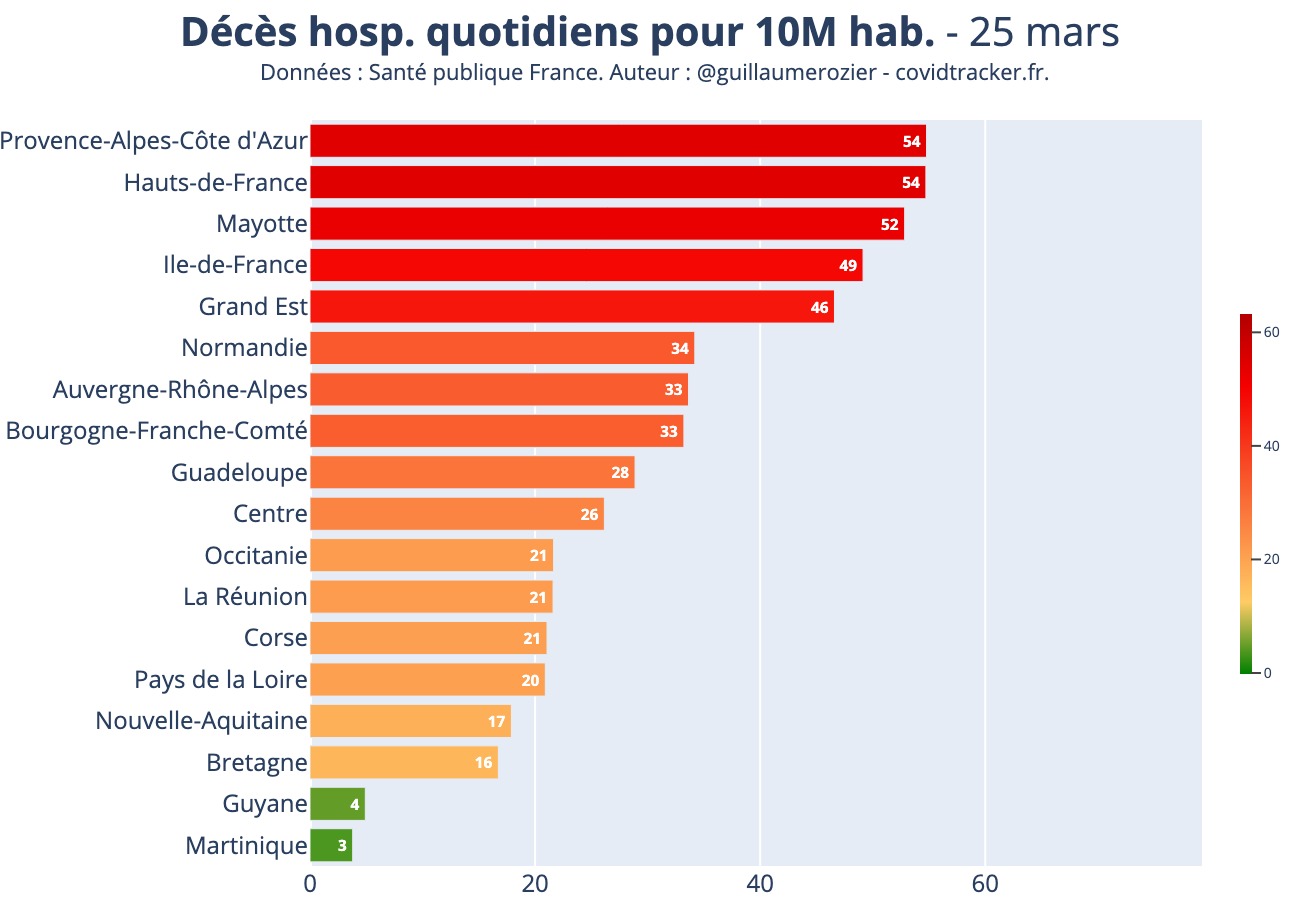 Décès hosp. quotidiens pour 10M hab. - 25 mars
Données : Santé publique France. Auteur : @guillaumerozier - covidtracker.fr.
Provence-Alpes-Côte d'Azur 54
Hauts-de-France 54
Mayotte 52
Ile-de-France 49
Grand Est 46
Normandie 34
Auvergne-Rhône-Alpes 33
Bourgogne-Franche-Comté 33
Guadeloupe 28
Centre 26
Occitanie 21
La Réunion 21
Corse 21
Pays de la Loire 20
Nouvelle-Aquitaine 17
Bretagne 16
Guyane 4
Martinique 3
0 20 40 60
60
40
20
0